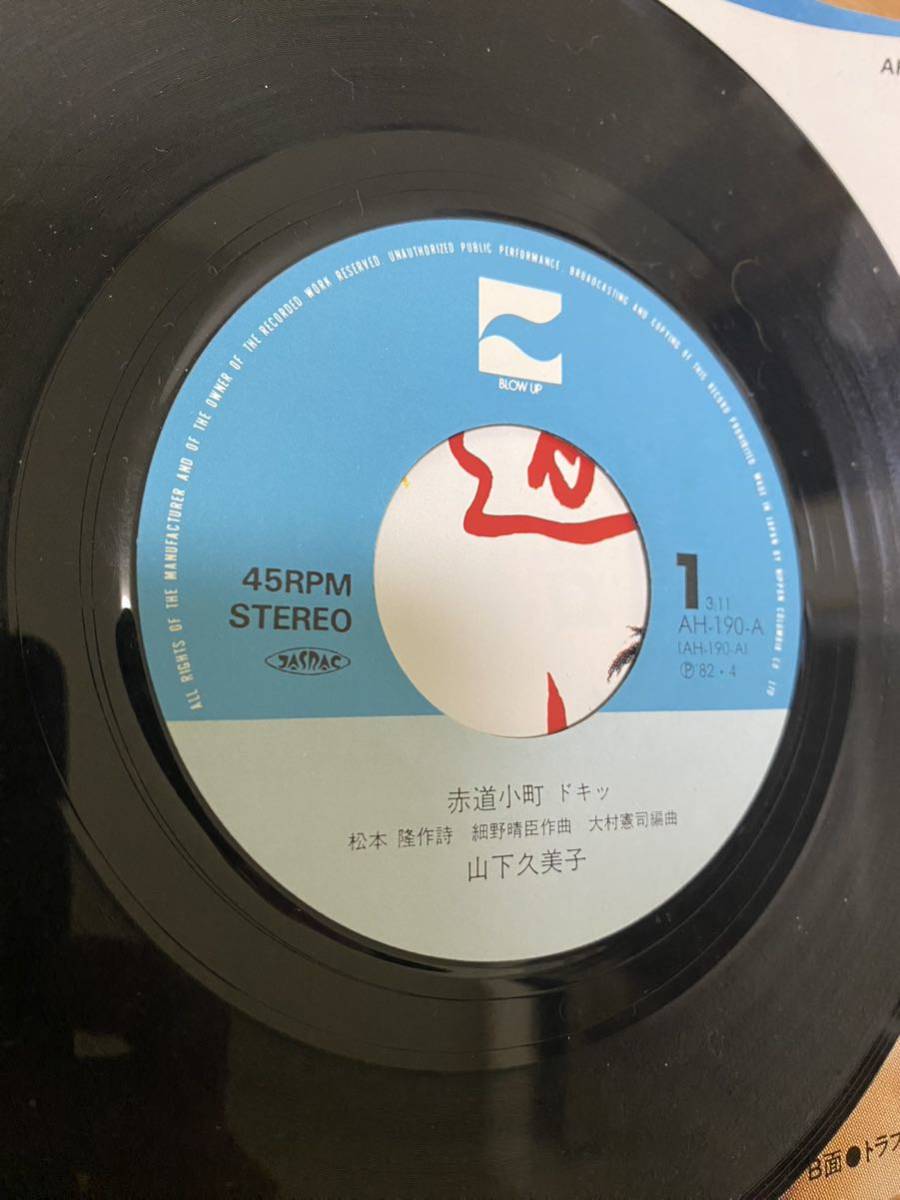 AH
ALL RIGHTS OF THE MANUFACTURER AND OF THE OWNER OF THE RECORDED WORK RESERVED. UNAUTHORIZED PUBLIC PERFORMANCE, BROADCASTING AND COPYING OF THIS RECORD PROHIBITED. MADE IN JAPAN BY NIPPON COLUMBIA CO. LTD
BLOW UP
45RPM
STEREO
JASRAC
1
3.11
AH-190-A
(AH-190-A)
Ⓟ'82・4
赤道小町 ドキッ
松本 隆作詩 細野晴臣作曲 大村憲司編曲
山下久美子
B面●トラブ